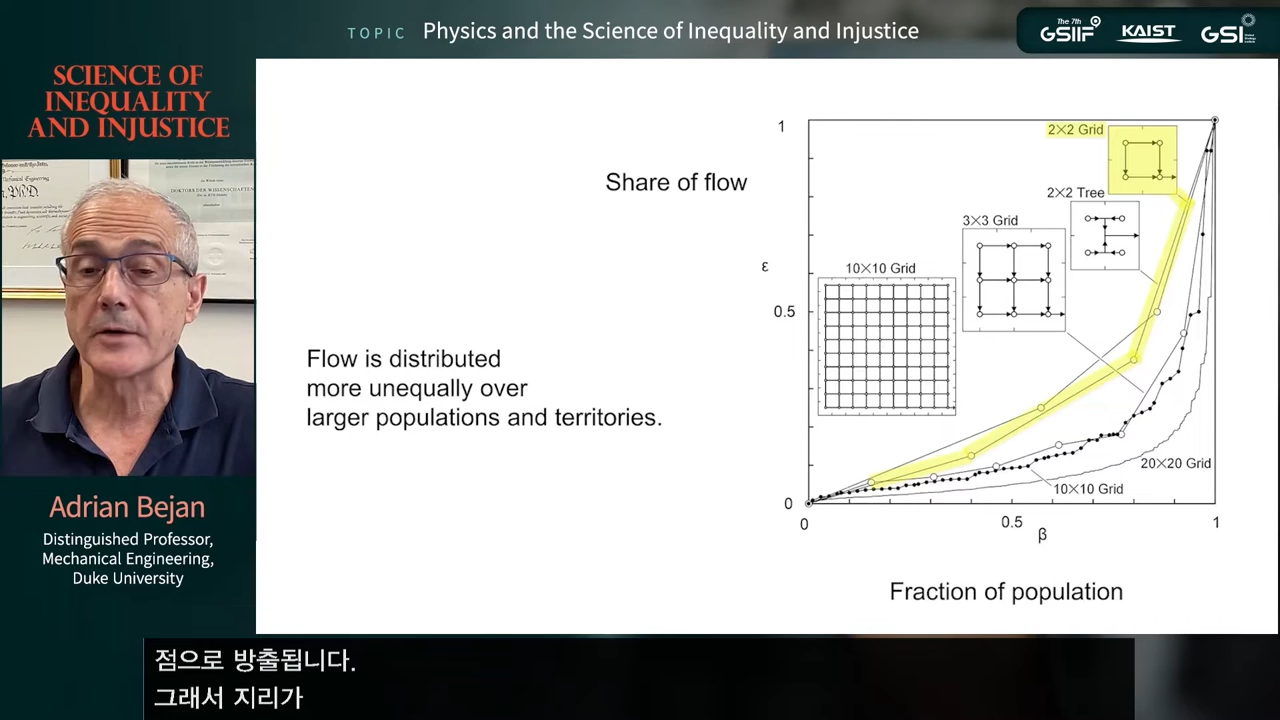 TOPIC Physics and the Science of Inequality and Injustice
The 7th
GSIIF
KAIST
GSI
SCIENCE OF
INEQUALITY
AND INJUSTICE
DOKTORS DER WISSENSCHAFTEN
Adrian Bejan
Distinguished Professor,
Mechanical Engineering,
Duke University
Flow is distributed
more unequally over
larger populations and territories.
Share of flow
1
ε
0.5
0
0
0.5
1
β
Fraction of population
2×2 Grid
2×2 Tree
3×3 Grid
10×10 Grid
20×20 Grid
10×10 Grid
점으로 방출됩니다.
그래서 지리가